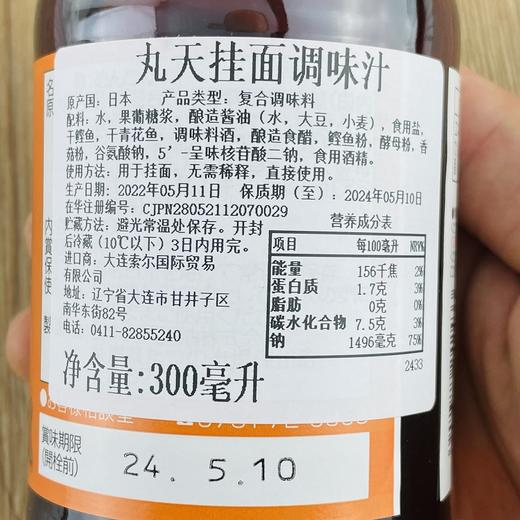 丸天挂面调味汁
原产国：日本 产品类型：复合调味料
配料：水，果葡糖浆，酿造酱油（水，大豆，小麦），食用盐，
干鲣鱼，干青花鱼，调味料酒，酿造食醋，鲣鱼粉，酵母粉，香
菇粉，谷氨酸钠，5'-呈味核苷酸二钠，食用酒精。
使用方法：用于挂面，无需稀释，直接使用。
生产日期：2022年05月11日 保质期（至）：2024年05月10日
在华注册编号：CJPN28052112070029
贮藏方法：避光常温处保存。开封
后冷藏（10℃以下）3日内用完。
进口商：大连索尔国际贸易
有限公司
地址：辽宁省大连市甘井子区
南华东街82号
电话：0411-82855240
净含量：300毫升
营养成分表
项目 每100毫升 NRV%
能量 156千焦 2%
蛋白质 1.7克 3%
脂肪 0克 0%
碳水化合物 7.5克 3%
钠 1496毫克 75%
2433
名 原
内 賞 保 使 製
賞味期限
(開栓前)
24. 5.10